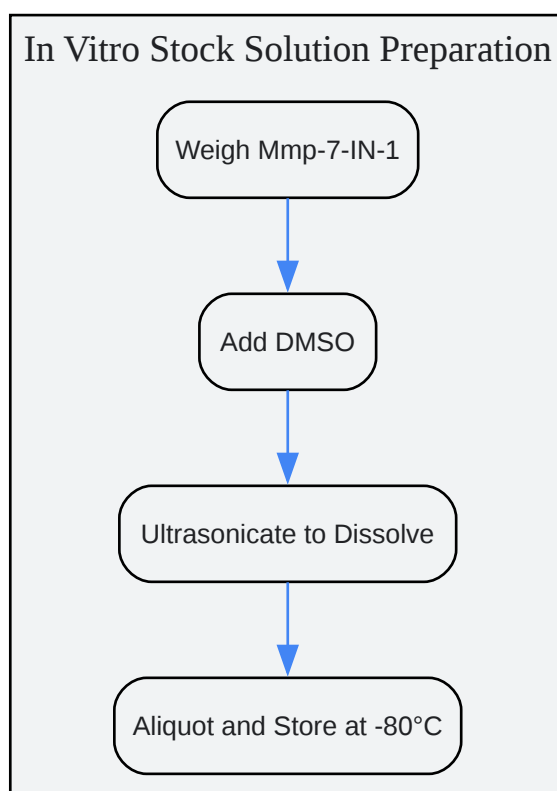 In Vitro Stock Solution Preparation
Weigh Mmp-7-IN-1
Add DMSO
Ultrasonicate to Dissolve
Aliquot and Store at -80°C